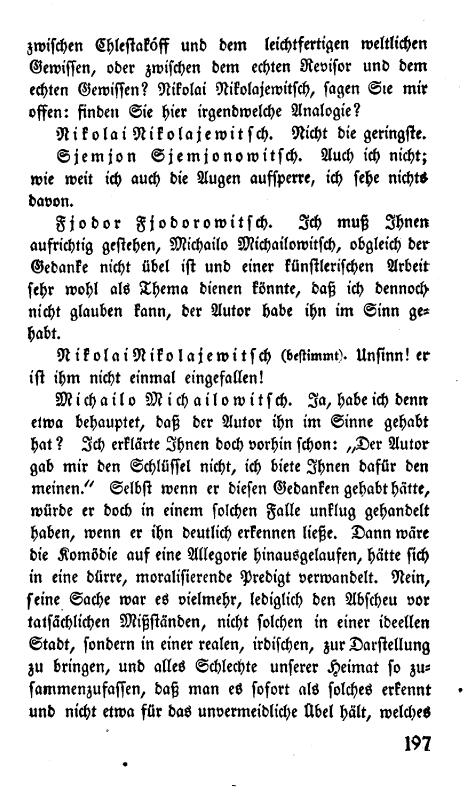 zwischen Chlestakóff und dem leichtfertigen weltlichen
Gewissen, oder zwischen dem echten Revisor und dem
echten Gewissen? Nikolai Nikolajewitsch, sagen Sie mir
offen: finden Sie hier irgendwelche Analogie?
Nikolai Nikolajewitsch. Nicht die geringste.
Sjemjon Sjemjonowitsch. Auch ich nicht;
wie weit ich auch die Augen aufsperre, ich sehe nichts
davon.
Fjodor Fjodorowitsch. Ich muß Ihnen
aufrichtig gestehen, Michailo Michailowitsch, obgleich der
Gedanke nicht übel ist und einer künstlerischen Arbeit
sehr wohl als Thema dienen könnte, daß ich dennoch
nicht glauben kann, der Autor habe ihn im Sinn ge-
habt.
Nikolai Nikolajewitsch (bestimmt). Unsinn! er
ist ihm nicht einmal eingefallen!
Michailo Michailowitsch. Ja, habe ich denn
etwa behauptet, daß der Autor ihn im Sinne gehabt
hat? Ich erklärte Ihnen doch vorhin schon: „Der Autor
gab mir den Schlüssel nicht, ich biete Ihnen dafür den
meinen.“ Selbst wenn er diesen Gedanken gehabt hätte,
würde er doch in einem solchen Falle unklug gehandelt
haben, wenn er ihn deutlich erkennen ließe. Dann wäre
die Komödie auf eine Allegorie hinausgelaufen, hätte sich
in eine dürre, moralisierende Predigt verwandelt. Nein,
seine Sache war es vielmehr, lediglich den Abscheu vor
tatsächlichen Mißständen, nicht solchen in einer ideellen
Stadt, sondern in einer realen, irdischen, zur Darstellung
zu bringen, und alles Schlechte unserer Heimat so zu-
sammenzufassen, daß man es sofort als solches erkennt
und nicht etwa für das unvermeidliche Übel hält, welches
197